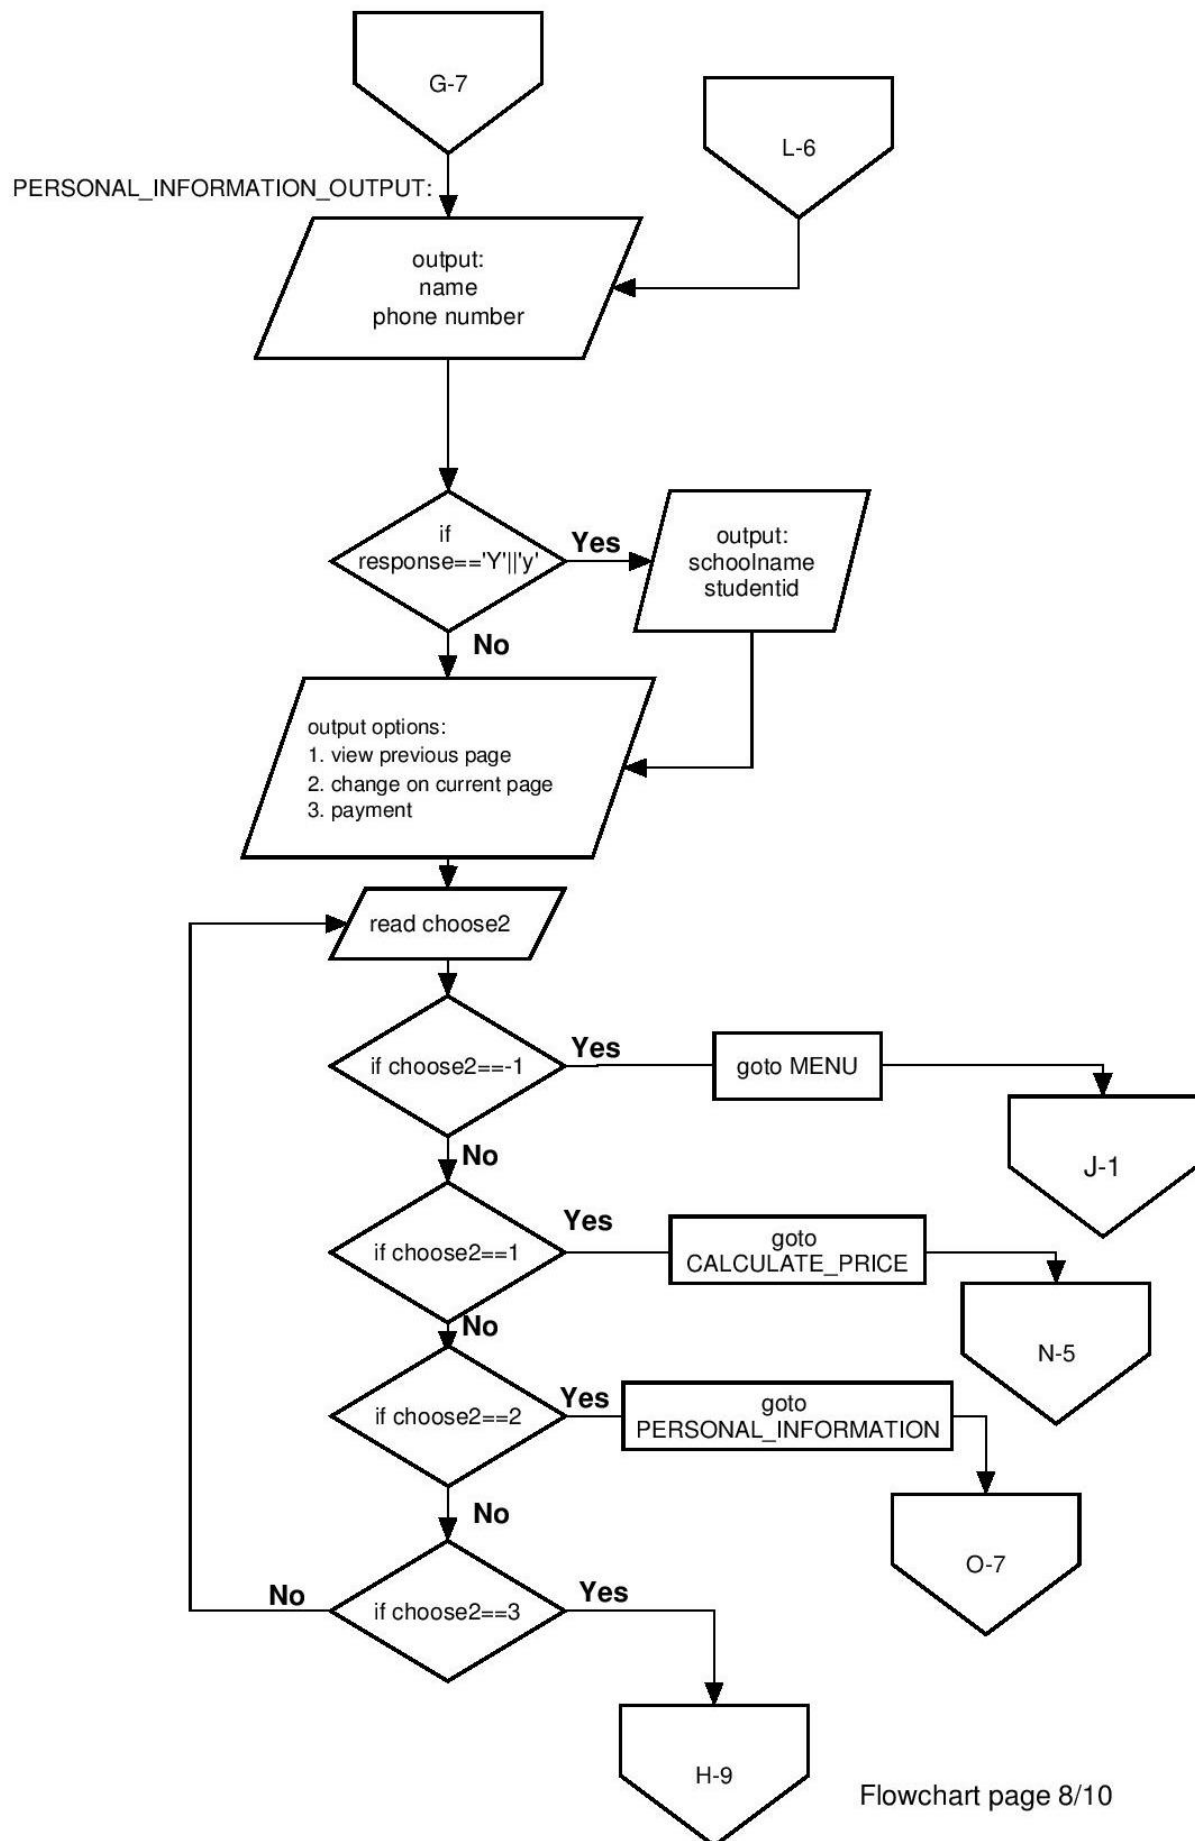 G-7
L-6
PERSONAL_INFORMATION_OUTPUT:
output:
name
phone number
if
response=='Y'||'y'
Yes
output:
schoolname
studentid
No
output options:
1. view previous page
2. change on current page
3. payment
read choose2
if choose2==-1
Yes
goto MENU
J-1
No
if choose2==1
Yes
goto
CALCULATE_PRICE
N-5
No
if choose2==2
Yes
goto
PERSONAL_INFORMATION
O-7
No
if choose2==3
No
Yes
H-9
Flowchart page 8/10